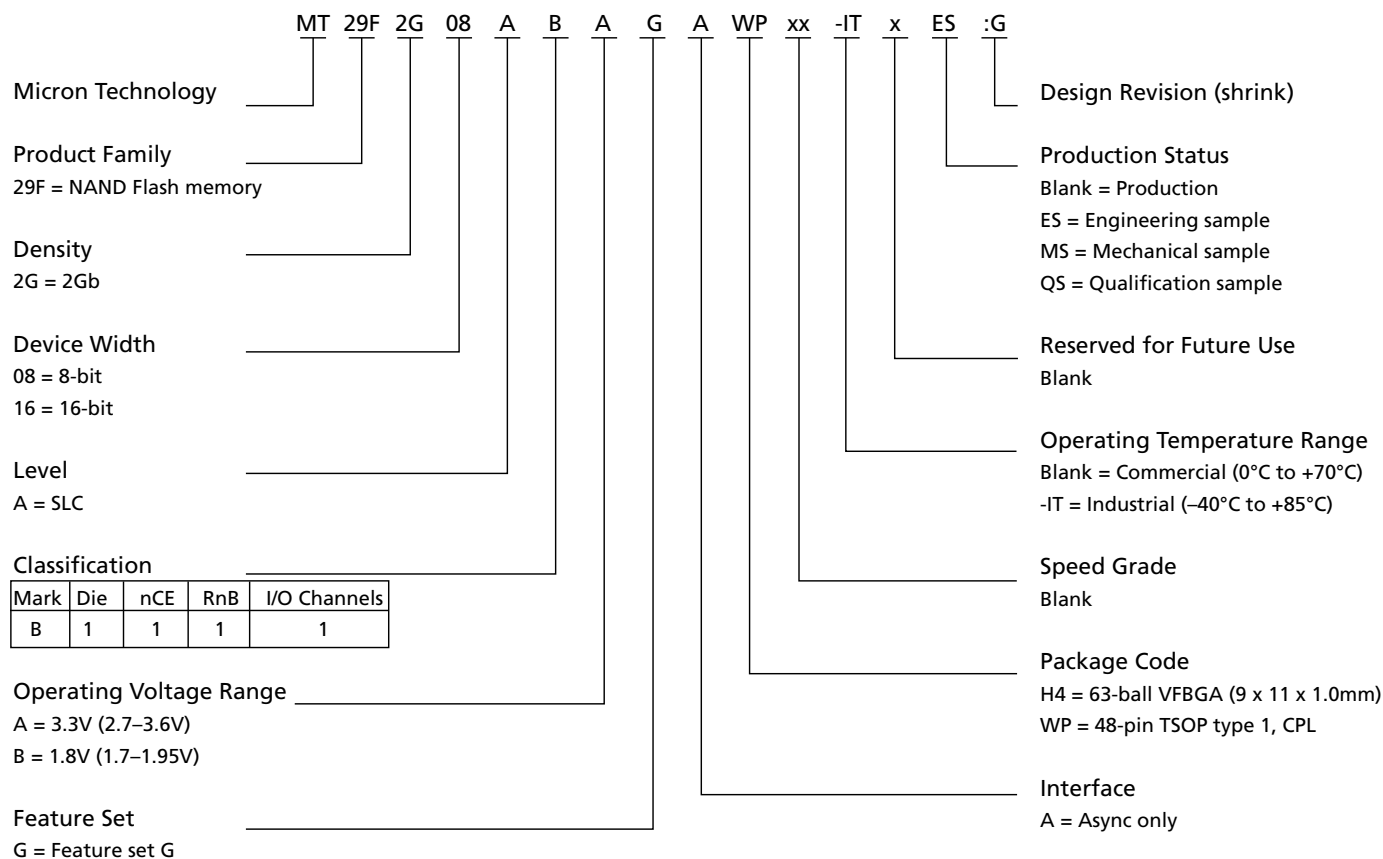 MT 29F 2G 08 A B A G A WP xx -IT x ES :G
Micron Technology
Product Family
29F = NAND Flash memory
Density
2G = 2Gb
Device Width
08 = 8-bit
16 = 16-bit
Level
A = SLC
Classification
Mark Die nCE RnB I/O Channels
B 1 1 1 1
Operating Voltage Range
A = 3.3V (2.7–3.6V)
B = 1.8V (1.7–1.95V)
Feature Set
G = Feature set G
Design Revision (shrink)
Production Status
Blank = Production
ES = Engineering sample
MS = Mechanical sample
QS = Qualification sample
Reserved for Future Use
Blank
Operating Temperature Range
Blank = Commercial (0°C to +70°C)
-IT = Industrial (–40°C to +85°C)
Speed Grade
Blank
Package Code
H4 = 63-ball VFBGA (9 x 11 x 1.0mm)
WP = 48-pin TSOP type 1, CPL
Interface
A = Async only